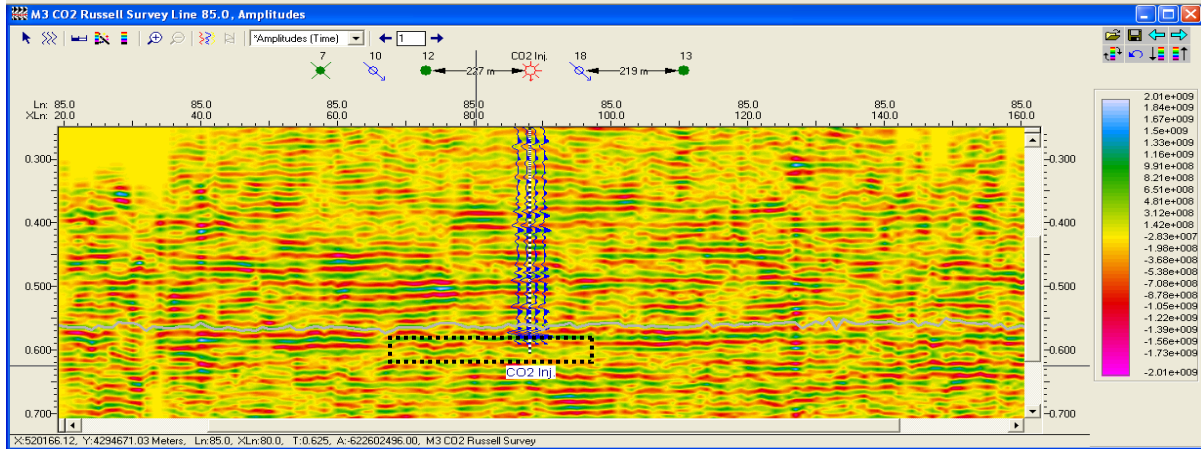 M3 CO2 Russell Survey Line 85.0, Amplitudes
*Amplitudes (Time) 1
7 10 12 CO2 Inj. 18 13
227 m 219 m
Ln: 85.0 85.0 85.0 85.0 85.0 85.0 85.0 85.0
XLn: 20.0 40.0 60.0 80.0 100.0 120.0 140.0 160.0
0.300 0.300
0.400 0.400
0.500 0.500
0.600 0.600
0.700 0.700
CO2 Inj
2.01e+009
1.84e+009
1.67e+009
1.5e+009
1.33e+009
1.16e+009
9.91e+008
8.21e+008
6.51e+008
4.81e+008
3.12e+008
1.42e+008
-2.83e+007
-1.98e+008
-3.68e+008
-5.38e+008
-7.08e+008
-8.78e+008
-1.05e+009
-1.22e+009
-1.39e+009
-1.56e+009
-1.73e+009
-2.01e+009
X:520166.12, Y:4294671.03 Meters, Ln:85.0, XLn:80.0, T:0.625, A:-622602496.00, M3 CO2 Russell Survey